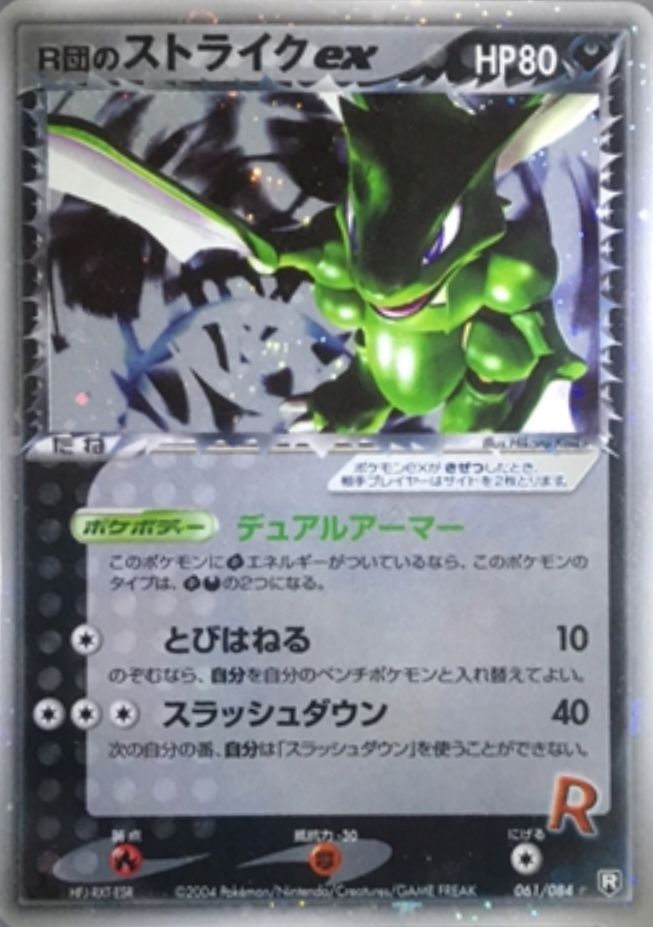 R団のストライクex HP80
たね
Illus.Hikaru Koike
ポケモンexが きぜつしたとき、
相手プレイヤーはサイドを2枚とります。
ポケボディー デュアルアーマー
このポケモンにエネルギーがついているなら、このポケモンの
タイプは、の2つになる。
とびはねる 10
のぞむなら、自分を自分のベンチポケモンと入れ替えてよい。
スラッシュダウン 40
次の自分の番、自分は「スラッシュダウン」を使うことができない。
R
弱点 抵抗力 -30 にげる
HFJ-RXT-ESR ©2004 Pokémon/Nintendo/Creatures/GAME FREAK 061/084
R